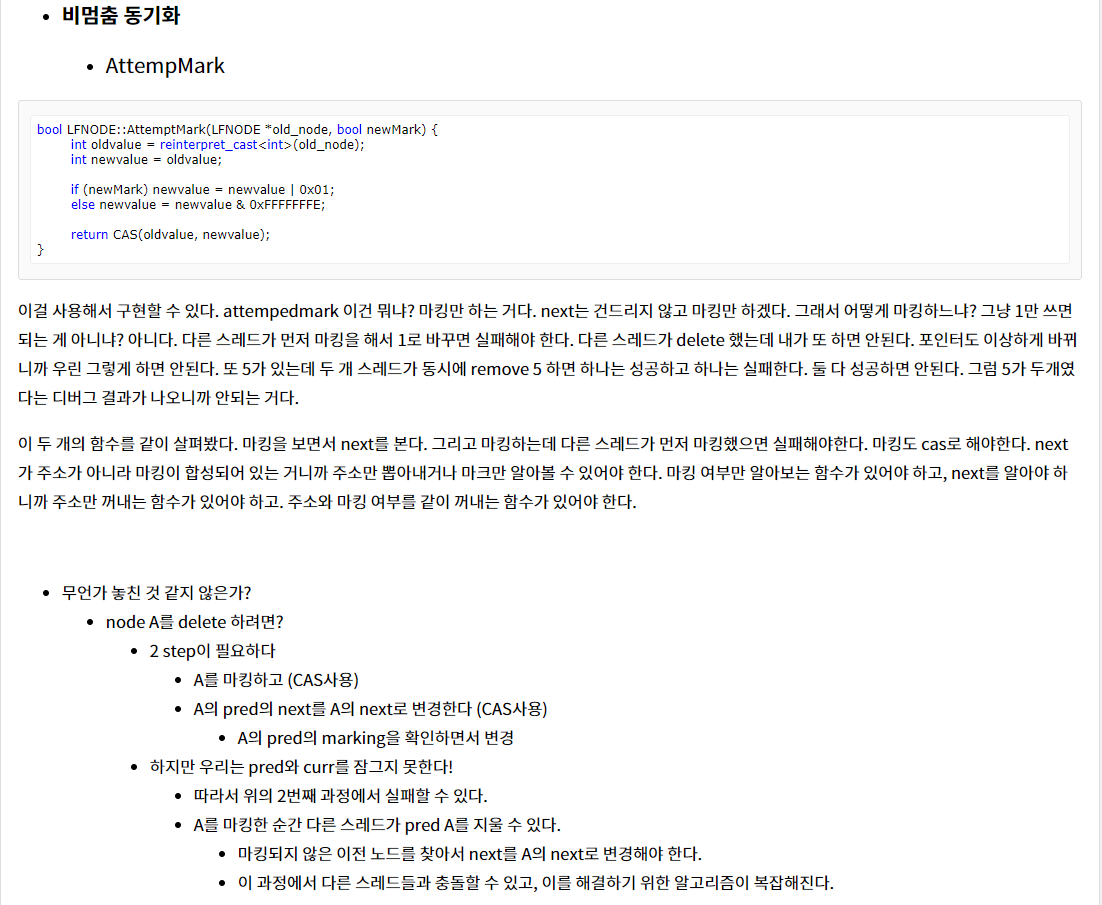 비멈춤 동기화
AttempMark
bool LFNODE::AttemptMark(LFNODE *old_node, bool newMark) {
int oldvalue = reinterpret_cast<int>(old_node);
int newvalue = oldvalue;
if (newMark) newvalue = newvalue | 0x01;
else newvalue = newvalue & 0xFFFFFFFE;
return CAS(oldvalue, newvalue);
}
이걸 사용해서 구현할 수 있다. attempedmark 이건 뭐냐? 마킹만 하는 거다. next는 건드리지 않고 마킹만 하겠다. 그래서 어떻게 마킹하느냐? 그냥 1만 쓰면
되는 게 아니냐? 아니다. 다른 스레드가 먼저 마킹을 해서 1로 바꾸면 실패해야 한다. 다른 스레드가 delete 했는데 내가 또 하면 안된다. 포인터도 이상하게 바뀌
니까 우린 그렇게 하면 안된다. 또 5가 있는데 두 개 스레드가 동시에 remove 5 하면 하나는 성공하고 하나는 실패한다. 둘 다 성공하면 안된다. 그럼 5가 두개였
다는 디버그 결과가 나오니까 안되는 거다.
이 두 개의 함수를 같이 살펴봤다. 마킹을 보면서 next를 본다. 그리고 마킹하는데 다른 스레드가 먼저 마킹했으면 실패해야한다. 마킹도 cas로 해야한다. next
가 주소가 아니라 마킹이 합성되어 있는 거니까 주소만 뽑아내거나 마크만 알아볼 수 있어야 한다. 마킹 여부만 알아보는 함수가 있어야 하고, next를 알아야 하
니까 주소만 꺼내는 함수가 있어야 하고. 주소와 마킹 여부를 같이 꺼내는 함수가 있어야 한다.
무언가 놓친 것 같지 않은가?
node A를 delete 하려면?
2 step이 필요하다
A를 마킹하고 (CAS사용)
A의 pred의 next를 A의 next로 변경한다 (CAS사용)
A의 pred의 marking을 확인하면서 변경
하지만 우리는 pred와 curr를 잠그지 못한다!
따라서 위의 2번째 과정에서 실패할 수 있다.
A를 마킹한 순간 다른 스레드가 pred A를 지울 수 있다.
마킹되지 않은 이전 노드를 찾아서 next를 A의 next로 변경해야 한다.
이 과정에서 다른 스레드들과 충돌할 수 있고, 이를 해결하기 위한 알고리즘이 복잡해진다.